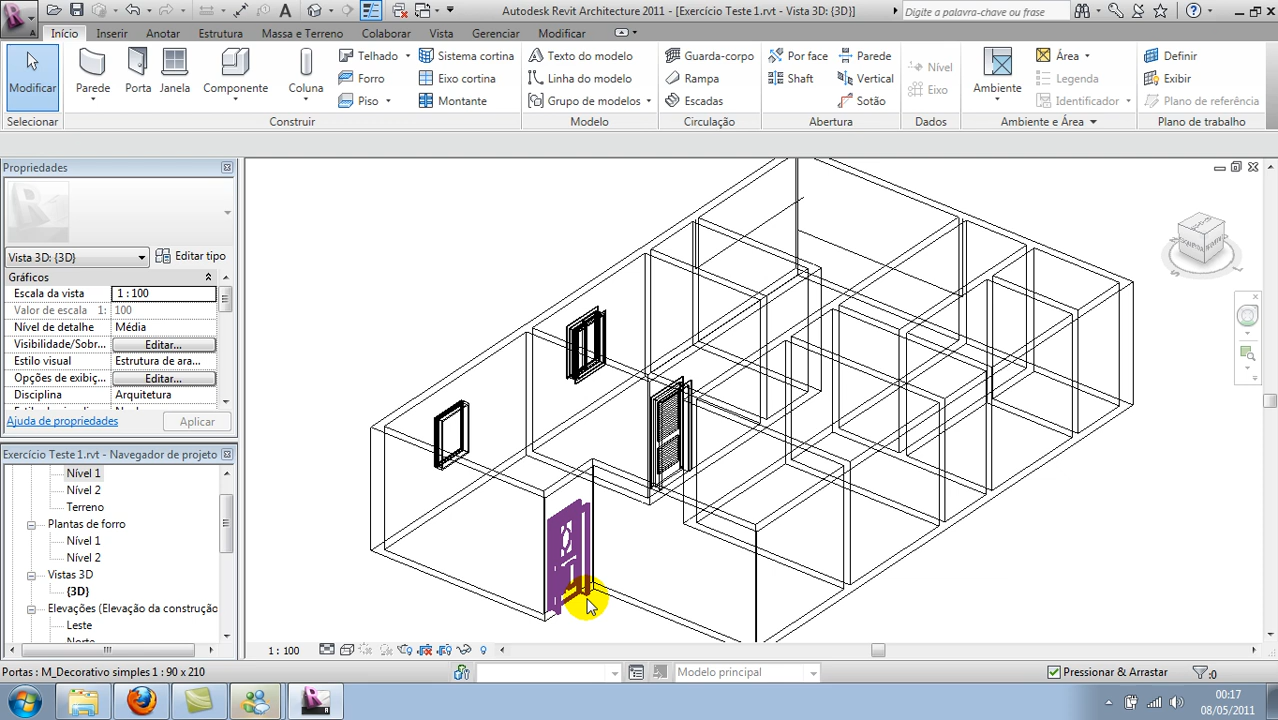 Autodesk Revit Architecture 2011 - [Exercício Teste 1.rvt - Vista 3D: {3D}]
Digite a palavra-chave ou frase
Início Inserir Anotar Estrutura Massa e Terreno Colaborar Vista Gerenciar Modificar
Modificar
Parede
Porta
Janela
Componente
Coluna
Telhado
Forro
Piso
Sistema cortina
Eixo cortina
Montante
Texto do modelo
Linha do modelo
Grupo de modelos
Guarda-corpo
Rampa
Escadas
Por face
Shaft
Parede
Vertical
Sotão
Nível
Eixo
Ambiente
Área
Legenda
Identificador
Definir
Exibir
Plano de referência
Selecionar Construir Modelo Circulação Abertura Dados Ambiente e Área Plano de trabalho
Propriedades
Vista 3D: {3D} Editar tipo
Gráficos
Escala da vista 1 : 100
Valor de escala 1: 100
Nível de detalhe Média
Visibilidade/Sobr... Editar...
Estilo visual Estrutura de ara...
Opções de exibiç... Editar...
Disciplina Arquitetura
Ajuda de propriedades Aplicar
Exercício Teste 1.rvt - Navegador de projeto
Nível 1
Nível 2
Terreno
Plantas de forro
Nível 1
Nível 2
Vistas 3D
{3D}
Elevações (Elevação da construção
Leste
Norte
1 : 100
Portas : M_Decorativo simples 1 : 90 x 210
Modelo principal
Pressionar & Arrastar
:0
00:17
08/05/2011